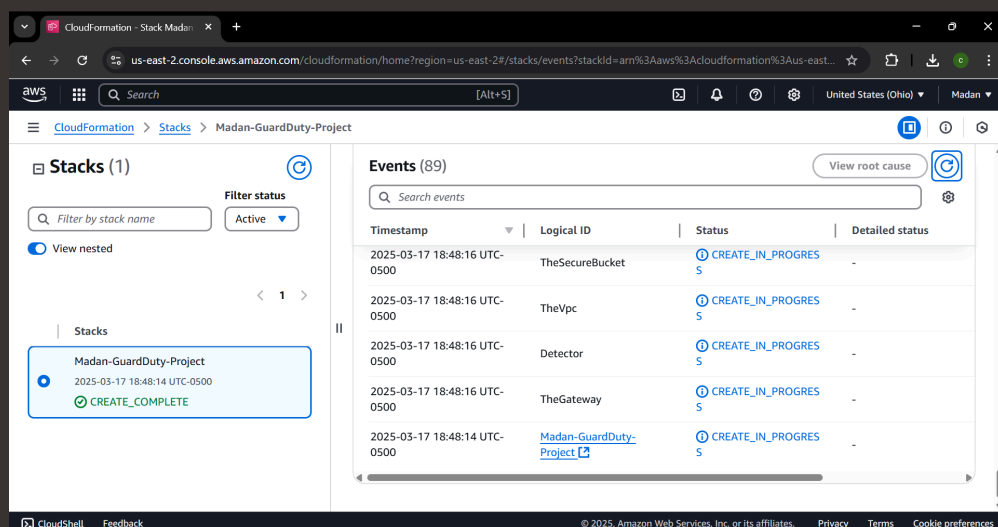 CloudFormation - Stack Madan
us-east-2.console.aws.amazon.com/cloudformation/home?region=us-east-2#/stacks/events?stackId=arn%3Aaws%3Acloudformation%3Aus-east...
C
aws
Search [Alt+S]
United States (Ohio)
Madan
CloudFormation > Stacks > Madan-GuardDuty-Project
Stacks (1)
Filter status
Filter by stack name
Active
View nested
1
Stacks
Madan-GuardDuty-Project
2025-03-17 18:48:14 UTC-0500
CREATE_COMPLETE
Events (89)
View root cause
Search events
Timestamp Logical ID Status Detailed status
2025-03-17 18:48:16 UTC- TheSecureBucket CREATE_IN_PROGRES -
0500 S
2025-03-17 18:48:16 UTC- TheVpc CREATE_IN_PROGRES -
0500 S
2025-03-17 18:48:16 UTC- Detector CREATE_IN_PROGRES -
0500 S
2025-03-17 18:48:16 UTC- TheGateway CREATE_IN_PROGRES -
0500 S
2025-03-17 18:48:14 UTC- Madan-GuardDuty- CREATE_IN_PROGRES -
0500 Project S
CloudShell Feedback © 2025, Amazon Web Services, Inc. or its affiliates. Privacy Terms Cookie preferences